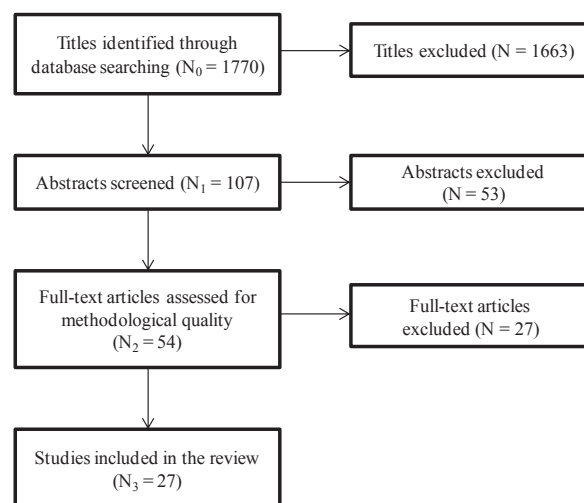 Titles identified through
database searching (N₀ = 1770)
Titles excluded (N = 1663)
Abstracts screened (N₁ = 107)
Abstracts excluded
(N = 53)
Full-text articles assessed for
methodological quality
(N₂ = 54)
Full-text articles
excluded (N = 27)
Studies included in the review
(N₃ = 27)